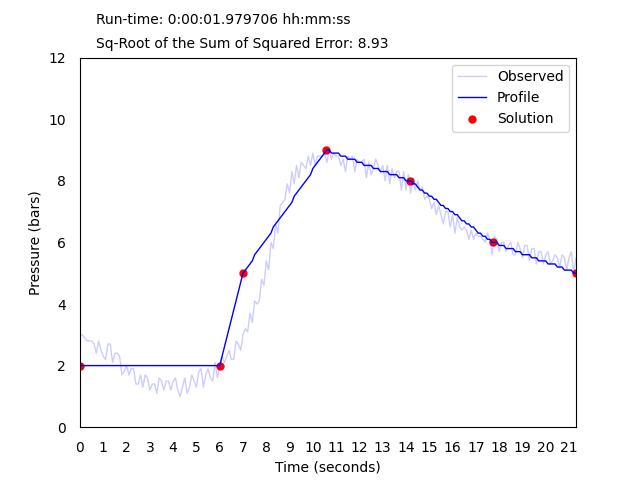 Run-time: 0:00:01.979706 hh:mm:ss
Sq-Root of the Sum of Squared Error: 8.93
Observed
Profile
Solution
Pressure (bars)
12
10
8
6
4
2
0
0 1 2 3 4 5 6 7 8 9 10 11 12 13 14 15 16 17 18 19 20 21
Time (seconds)